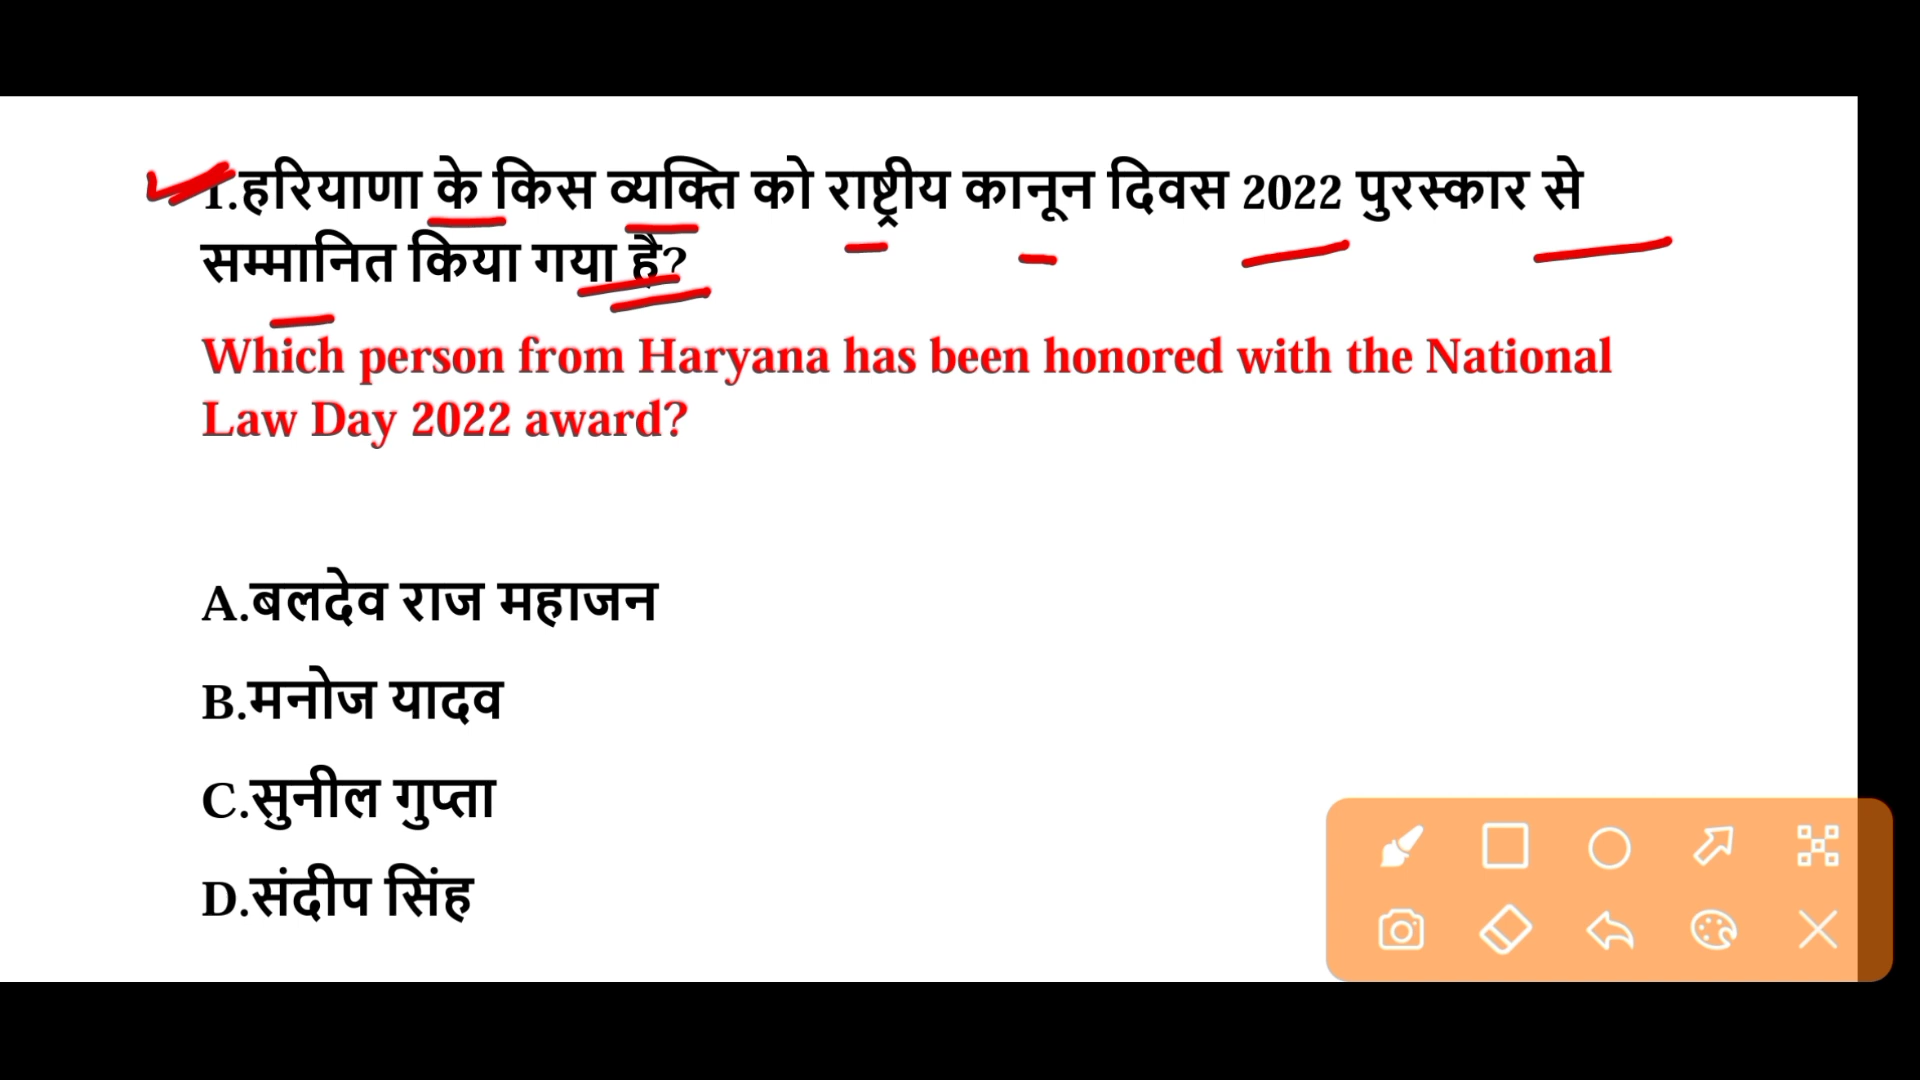 1.हरियाणा के किस व्यक्ति को राष्ट्रीय कानून दिवस 2022 पुरस्कार से
सम्मानित किया गया है?
Which person from Haryana has been honored with the National
Law Day 2022 award?
A.बलदेव राज महाजन
B.मनोज यादव
C.सुनील गुप्ता
D.संदीप सिंह